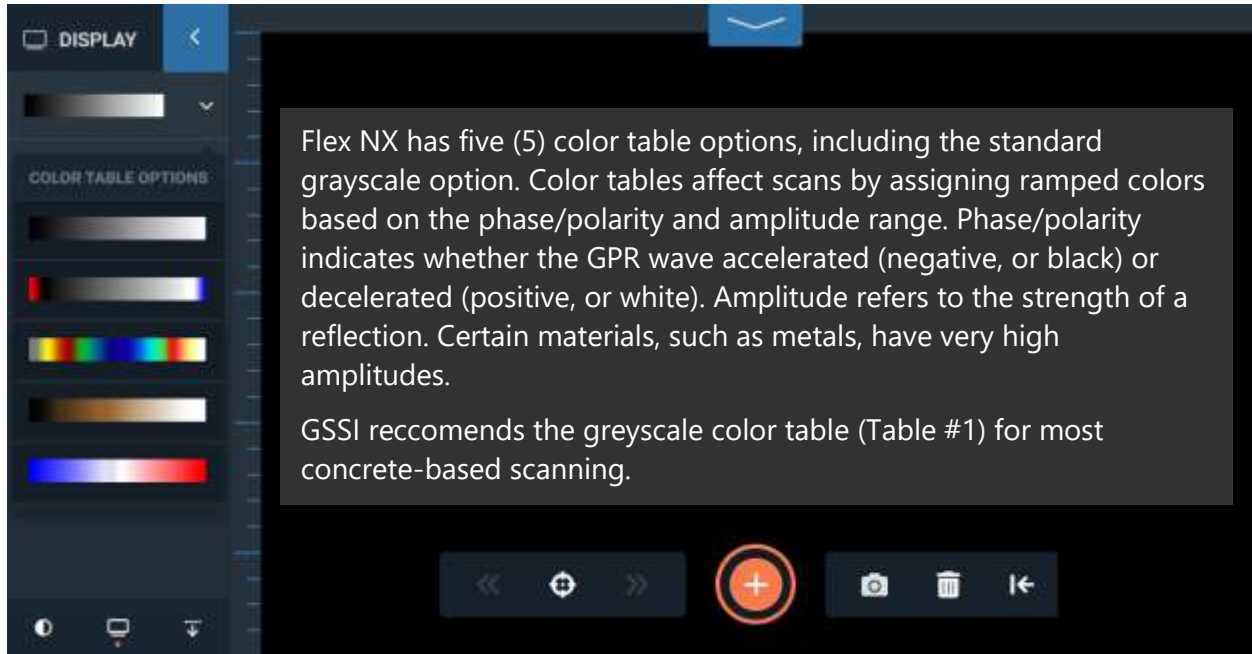 DISPLAY
COLOR TABLE OPTIONS
Flex NX has five (5) color table options, including the standard
grayscale option. Color tables affect scans by assigning ramped colors
based on the phase/polarity and amplitude range. Phase/polarity
indicates whether the GPR wave accelerated (negative, or black) or
decelerated (positive, or white). Amplitude refers to the strength of a
reflection. Certain materials, such as metals, have very high
amplitudes.
GSSI reccomends the greyscale color table (Table #1) for most
concrete-based scanning.